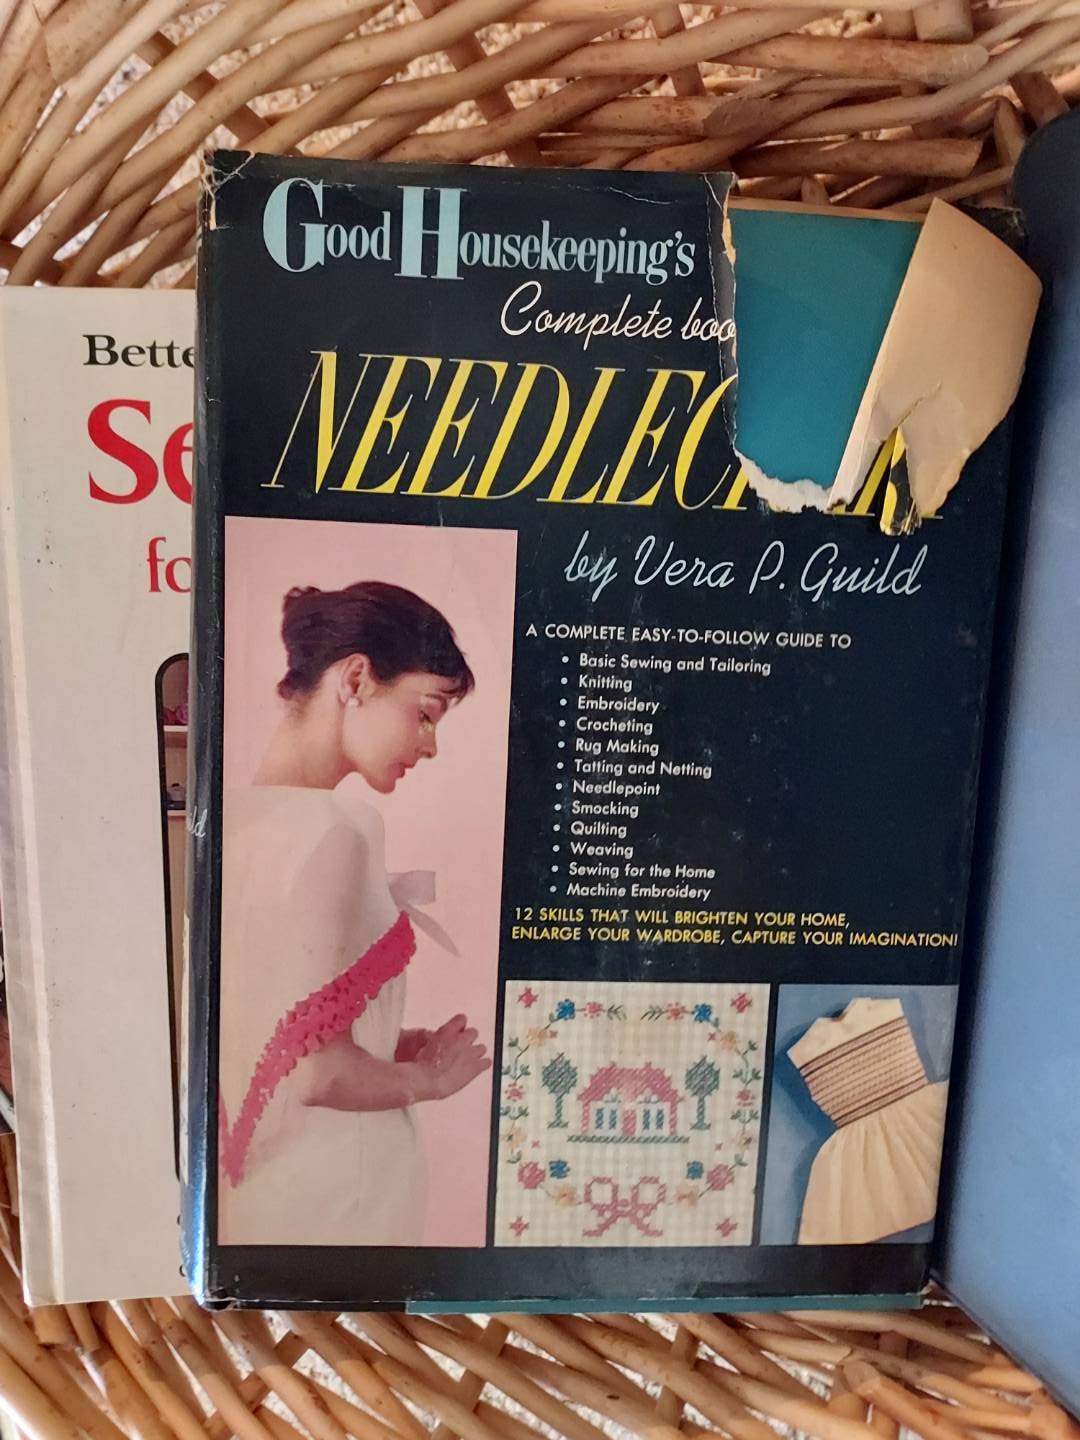 Good Housekeeping's
Complete boo
NEEDLEC
by Vera P. Guild
A COMPLETE EASY-TO-FOLLOW GUIDE TO
• Basic Sewing and Tailoring
• Knitting
• Embroidery
• Crocheting
• Rug Making
• Tatting and Netting
• Needlepoint
• Smocking
• Quilting
• Weaving
• Sewing for the Home
• Machine Embroidery
12 SKILLS THAT WILL BRIGHTEN YOUR HOME,
ENLARGE YOUR WARDROBE, CAPTURE YOUR IMAGINATION!
Bette
Se
fo
ld